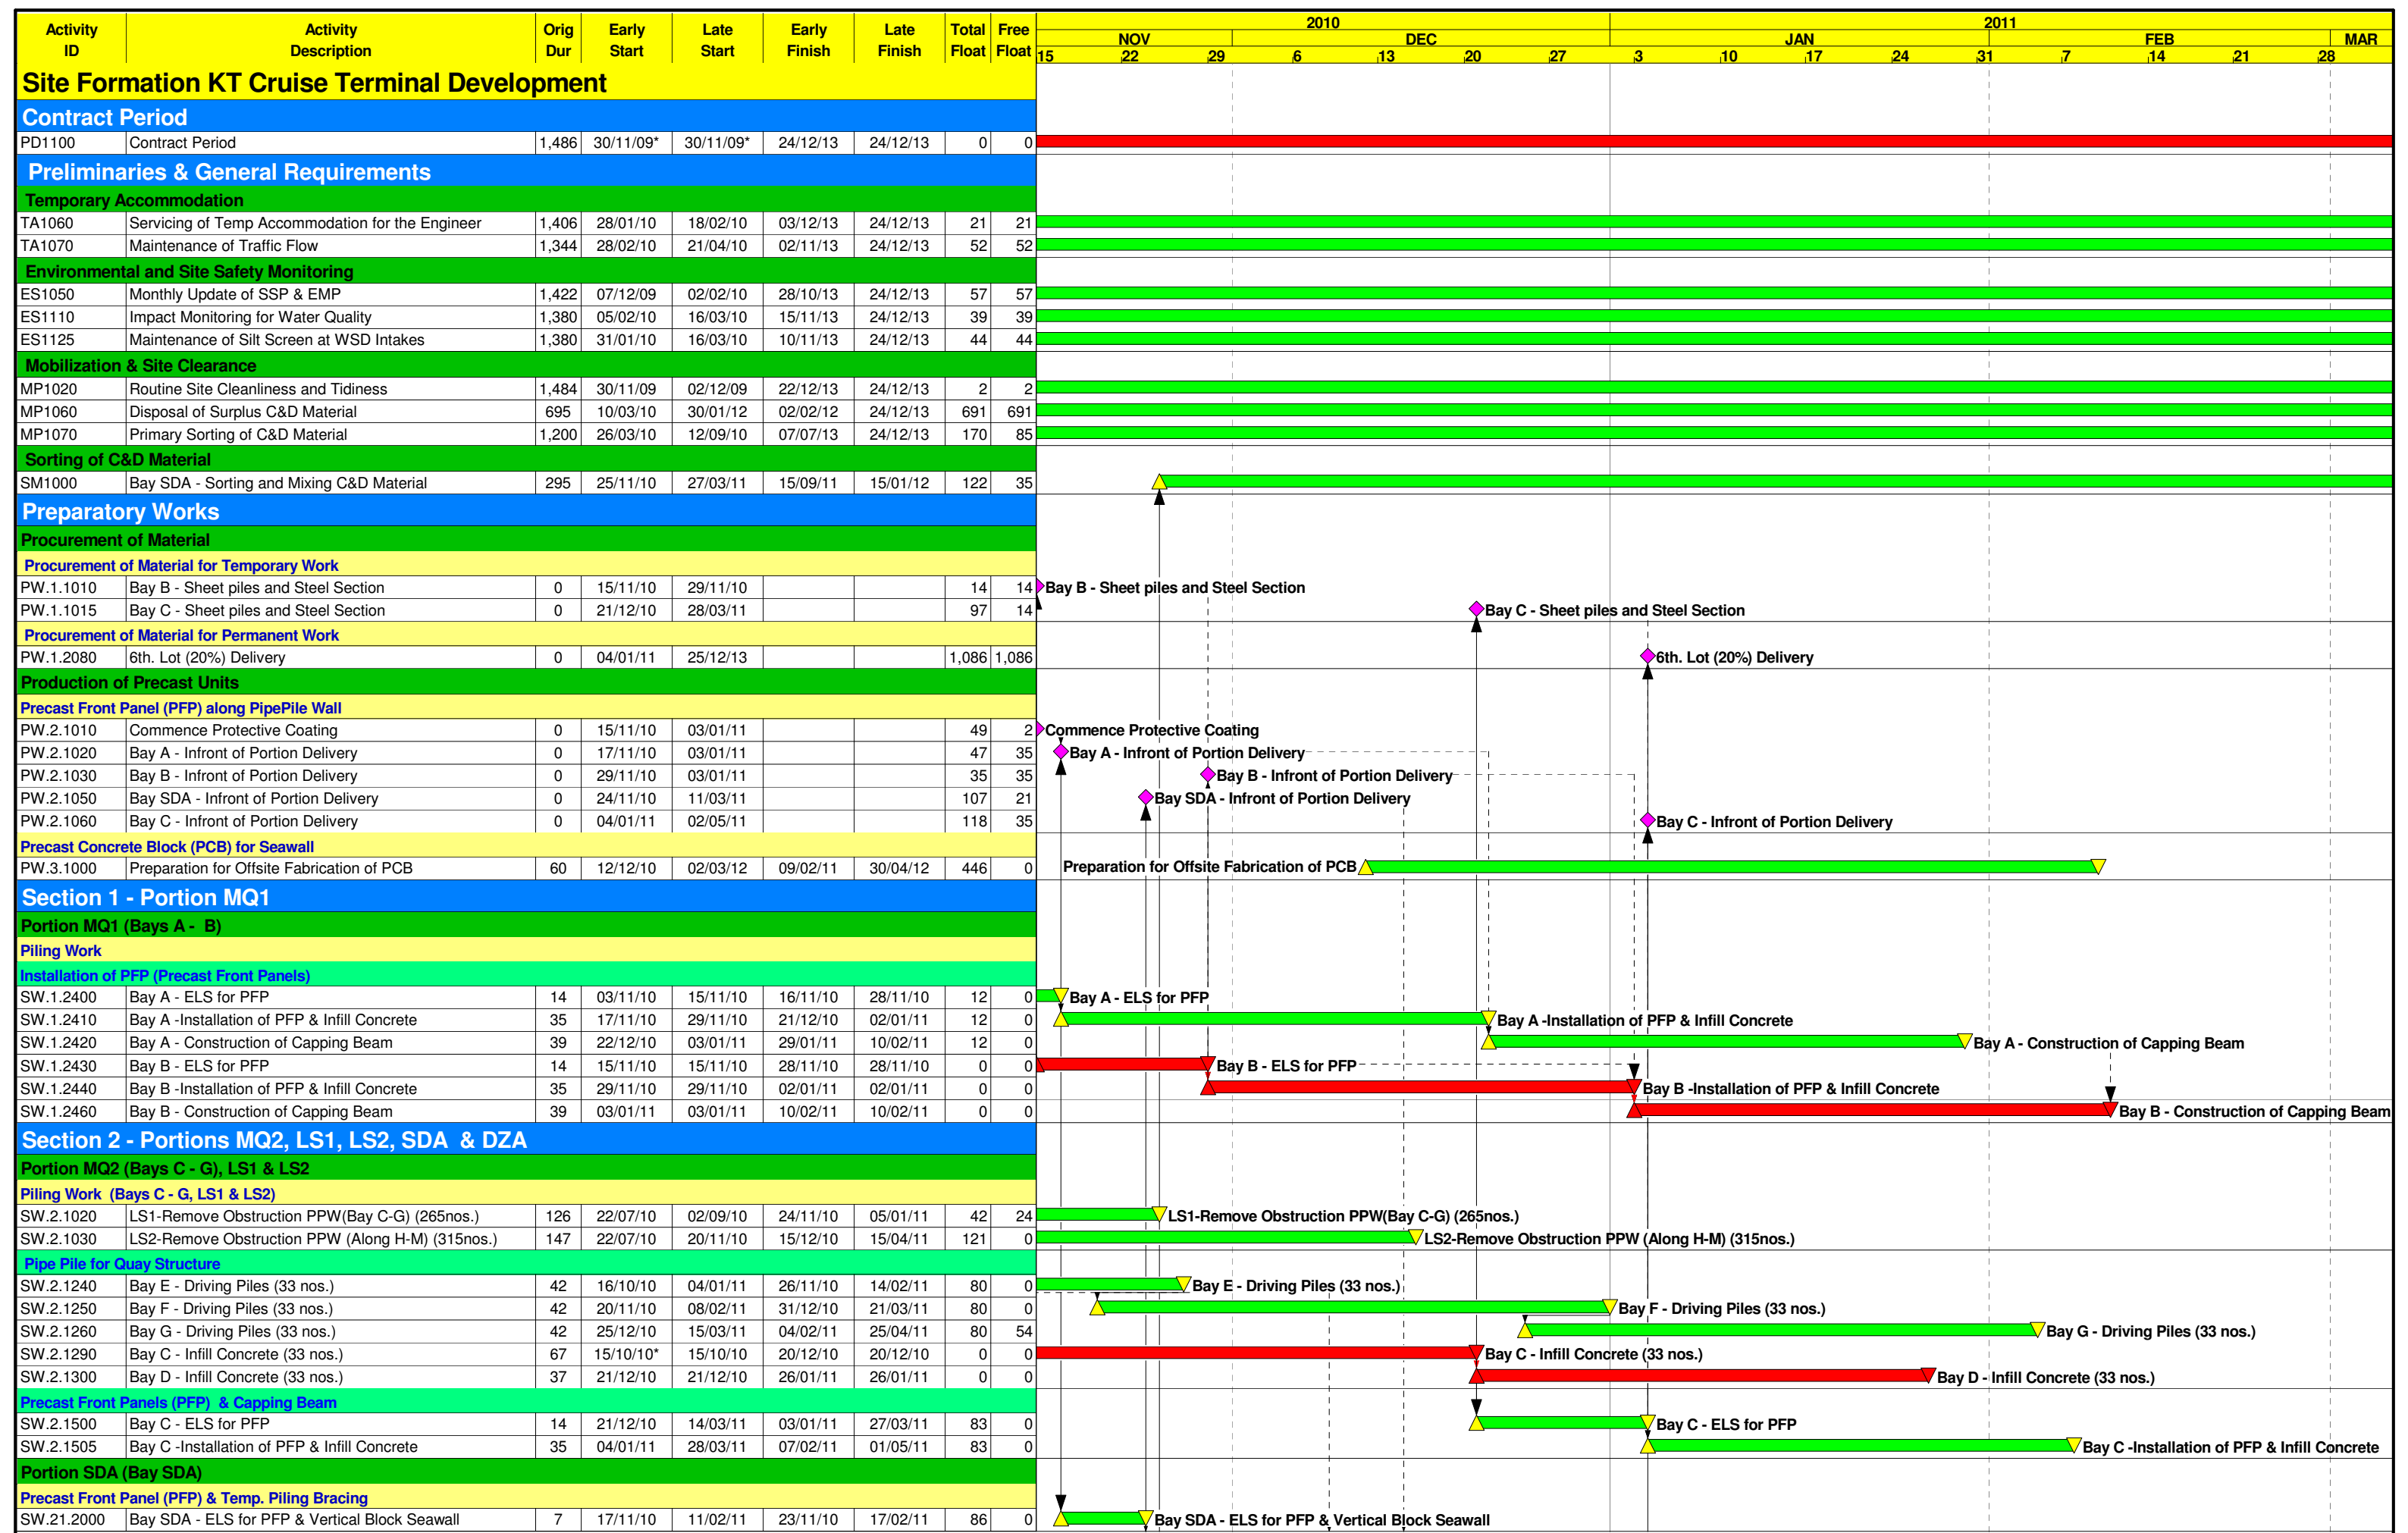 Activity ID Activity Description Orig Dur Early Start Late Start Early Finish Late Finish Total Float Free Float
2010 2011
NOV DEC JAN FEB MAR
15 22 29 6 13 20 27 3 10 17 24 31 7 14 21 28
Site Formation KT Cruise Terminal Development
Contract Period
PD1100 Contract Period 1,486 30/11/09* 30/11/09* 24/12/13 24/12/13 0 0
Preliminaries & General Requirements
Temporary Accommodation
TA1060 Servicing of Temp Accommodation for the Engineer 1,406 28/01/10 18/02/10 03/12/13 24/12/13 21 21
TA1070 Maintenance of Traffic Flow 1,344 28/02/10 21/04/10 02/11/13 24/12/13 52 52
Environmental and Site Safety Monitoring
ES1050 Monthly Update of SSP & EMP 1,422 07/12/09 02/02/10 28/10/13 24/12/13 57 57
ES1110 Impact Monitoring for Water Quality 1,380 05/02/10 16/03/10 15/11/13 24/12/13 39 39
ES1125 Maintenance of Silt Screen at WSD Intakes 1,380 31/01/10 16/03/10 10/11/13 24/12/13 44 44
Mobilization & Site Clearance
MP1020 Routine Site Cleanliness and Tidiness 1,484 30/11/09 02/12/09 22/12/13 24/12/13 2 2
MP1060 Disposal of Surplus C&D Material 695 10/03/10 30/01/12 02/02/12 24/12/13 691 691
MP1070 Primary Sorting of C&D Material 1,200 26/03/10 12/09/10 07/07/13 24/12/13 170 85
Sorting of C&D Material
SM1000 Bay SDA - Sorting and Mixing C&D Material 295 25/11/10 27/03/11 15/09/11 15/01/12 122 35
Preparatory Works
Procurement of Material
Procurement of Material for Temporary Work
PW.1.1010 Bay B - Sheet piles and Steel Section 0 15/11/10 29/11/10 14 14 Bay B - Sheet piles and Steel Section
PW.1.1015 Bay C - Sheet piles and Steel Section 0 21/12/10 28/03/11 97 14 Bay C - Sheet piles and Steel Section
Procurement of Material for Permanent Work
PW.1.2080 6th. Lot (20%) Delivery 0 04/01/11 25/12/13 1,086 1,086 6th. Lot (20%) Delivery
Production of Precast Units
Precast Front Panel (PFP) along PipePile Wall
PW.2.1010 Commence Protective Coating 0 15/11/10 03/01/11 49 2 Commence Protective Coating
PW.2.1020 Bay A - Infront of Portion Delivery 0 17/11/10 03/01/11 47 35 Bay A - Infront of Portion Delivery
PW.2.1030 Bay B - Infront of Portion Delivery 0 29/11/10 03/01/11 35 35 Bay B - Infront of Portion Delivery
PW.2.1050 Bay SDA - Infront of Portion Delivery 0 24/11/10 11/03/11 107 21 Bay SDA - Infront of Portion Delivery
PW.2.1060 Bay C - Infront of Portion Delivery 0 04/01/11 02/05/11 118 35 Bay C - Infront of Portion Delivery
Precast Concrete Block (PCB) for Seawall
PW.3.1000 Preparation for Offsite Fabrication of PCB 60 12/12/10 02/03/12 09/02/11 30/04/12 446 0 Preparation for Offsite Fabrication of PCB
Section 1 - Portion MQ1
Portion MQ1 (Bays A - B)
Piling Work
Installation of PFP (Precast Front Panels)
SW.1.2400 Bay A - ELS for PFP 14 03/11/10 15/11/10 16/11/10 28/11/10 12 0 Bay A - ELS for PFP
SW.1.2410 Bay A -Installation of PFP & Infill Concrete 35 17/11/10 29/11/10 21/12/10 02/01/11 12 0 Bay A -Installation of PFP & Infill Concrete
SW.1.2420 Bay A - Construction of Capping Beam 39 22/12/10 03/01/11 29/01/11 10/02/11 12 0 Bay A - Construction of Capping Beam
SW.1.2430 Bay B - ELS for PFP 14 15/11/10 15/11/10 28/11/10 28/11/10 0 0 Bay B - ELS for PFP
SW.1.2440 Bay B -Installation of PFP & Infill Concrete 35 29/11/10 29/11/10 02/01/11 02/01/11 0 0 Bay B -Installation of PFP & Infill Concrete
SW.1.2460 Bay B - Construction of Capping Beam 39 03/01/11 03/01/11 10/02/11 10/02/11 0 0 Bay B - Construction of Capping Beam
Section 2 - Portions MQ2, LS1, LS2, SDA & DZA
Portion MQ2 (Bays C - G), LS1 & LS2
Piling Work (Bays C - G, LS1 & LS2)
SW.2.1020 LS1-Remove Obstruction PPW(Bay C-G) (265nos.) 126 22/07/10 02/09/10 24/11/10 05/01/11 42 24 LS1-Remove Obstruction PPW(Bay C-G) (265nos.)
SW.2.1030 LS2-Remove Obstruction PPW (Along H-M) (315nos.) 147 22/07/10 20/11/10 15/12/10 15/04/11 121 0 LS2-Remove Obstruction PPW (Along H-M) (315nos.)
Pipe Pile for Quay Structure
SW.2.1240 Bay E - Driving Piles (33 nos.) 42 16/10/10 04/01/11 26/11/10 14/02/11 80 0 Bay E - Driving Piles (33 nos.)
SW.2.1250 Bay F - Driving Piles (33 nos.) 42 20/11/10 08/02/11 31/12/10 21/03/11 80 0 Bay F - Driving Piles (33 nos.)
SW.2.1260 Bay G - Driving Piles (33 nos.) 42 25/12/10 15/03/11 04/02/11 25/04/11 80 54 Bay G - Driving Piles (33 nos.)
SW.2.1290 Bay C - Infill Concrete (33 nos.) 67 15/10/10* 15/10/10 20/12/10 20/12/10 0 0 Bay C - Infill Concrete (33 nos.)
SW.2.1300 Bay D - Infill Concrete (33 nos.) 37 21/12/10 21/12/10 26/01/11 26/01/11 0 0 Bay D - Infill Concrete (33 nos.)
Precast Front Panels (PFP) & Capping Beam
SW.2.1500 Bay C - ELS for PFP 14 21/12/10 14/03/11 03/01/11 27/03/11 83 0 Bay C - ELS for PFP
SW.2.1505 Bay C -Installation of PFP & Infill Concrete 35 04/01/11 28/03/11 07/02/11 01/05/11 83 0 Bay C -Installation of PFP & Infill Concrete
Portion SDA (Bay SDA)
Precast Front Panel (PFP) & Temp. Piling Bracing
SW.21.2000 Bay SDA - ELS for PFP & Vertical Block Seawall 7 17/11/10 11/02/11 23/11/10 17/02/11 86 0 Bay SDA - ELS for PFP & Vertical Block Seawall